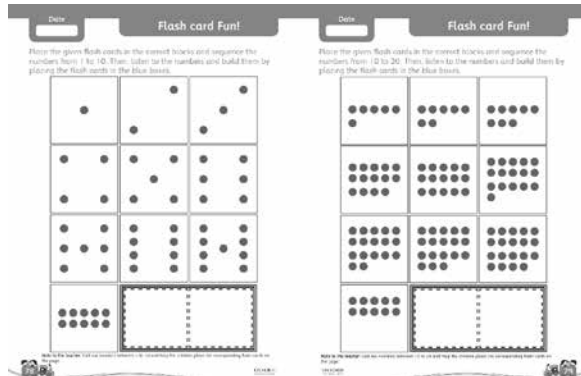 Date
Flash card Fun!
Place the given flash cards in the correct blocks and sequence the
numbers from 1 to 10. Then, listen to the numbers and build them by
placing the flash cards in the blue boxes.
Date
Flash card Fun!
Place the given flash cards in the correct blocks and sequence the
numbers from 10 to 20. Then, listen to the numbers and build them by
placing the flash cards in the blue boxes.